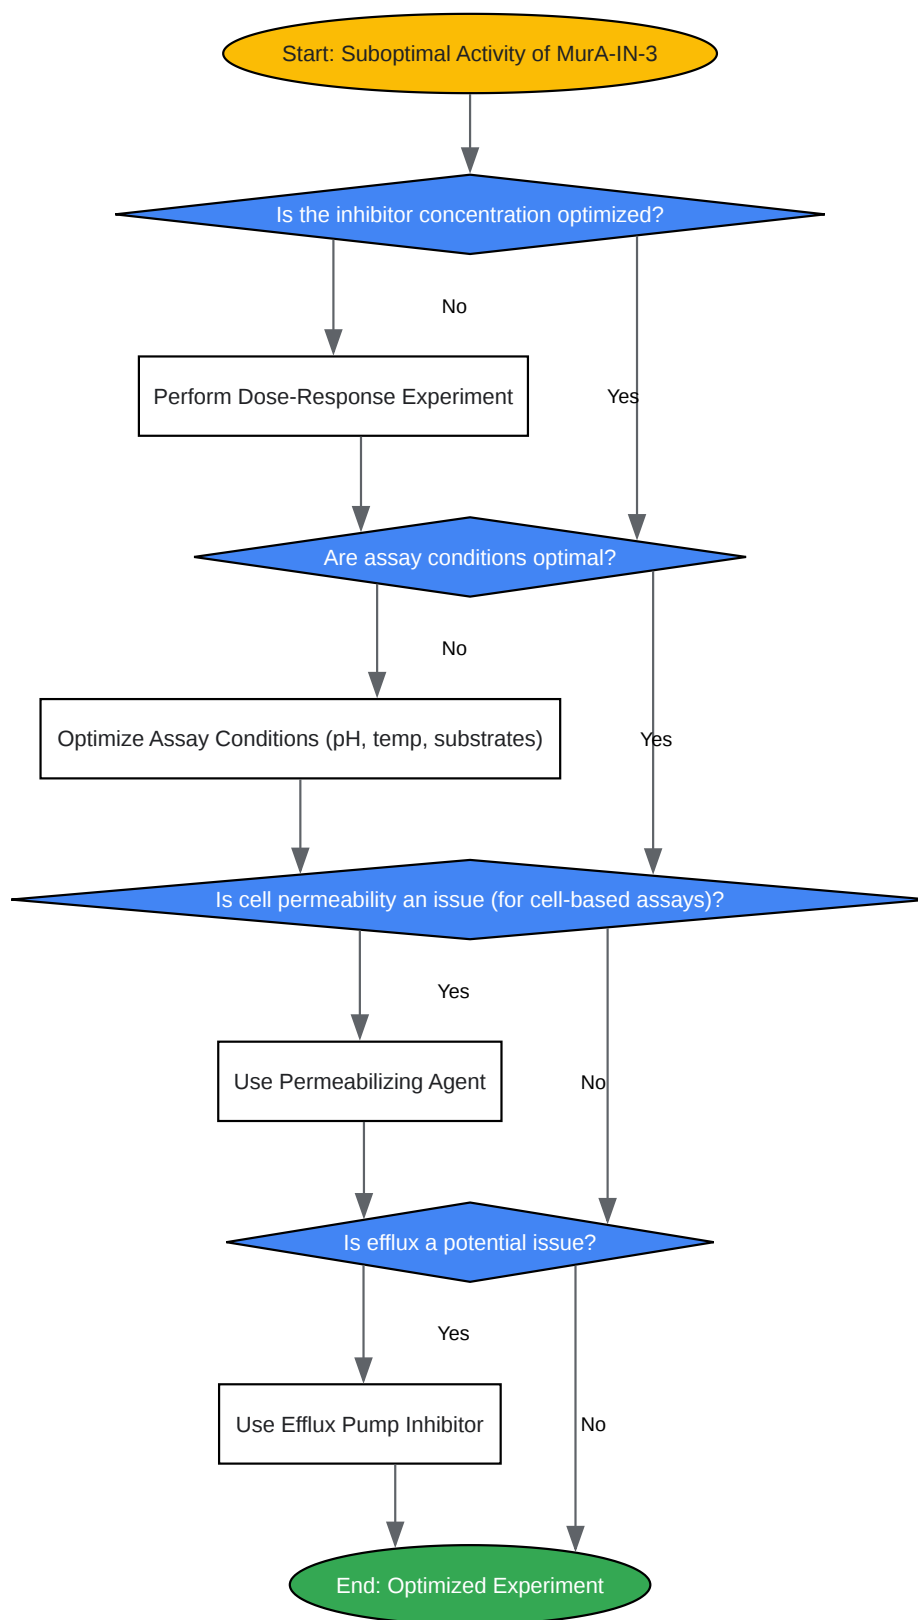 Start: Suboptimal Activity of MurA-IN-3
Is the inhibitor concentration optimized?
No
Perform Dose-Response Experiment
Yes
Are assay conditions optimal?
No
Optimize Assay Conditions (pH, temp, substrates)
Yes
Is cell permeability an issue (for cell-based assays)?
Yes
Use Permeabilizing Agent
No
Is efflux a potential issue?
Yes
Use Efflux Pump Inhibitor
No
End: Optimized Experiment